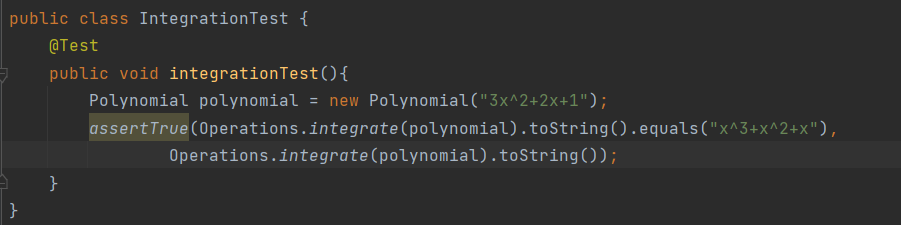 public class IntegrationTest {
    @Test
    public void integrationTest(){
        Polynomial polynomial = new Polynomial("3x^2+2x+1");
        assertTrue(Operations.integrate(polynomial).toString().equals("x^3+x^2+x"),
                Operations.integrate(polynomial).toString());
    }
}